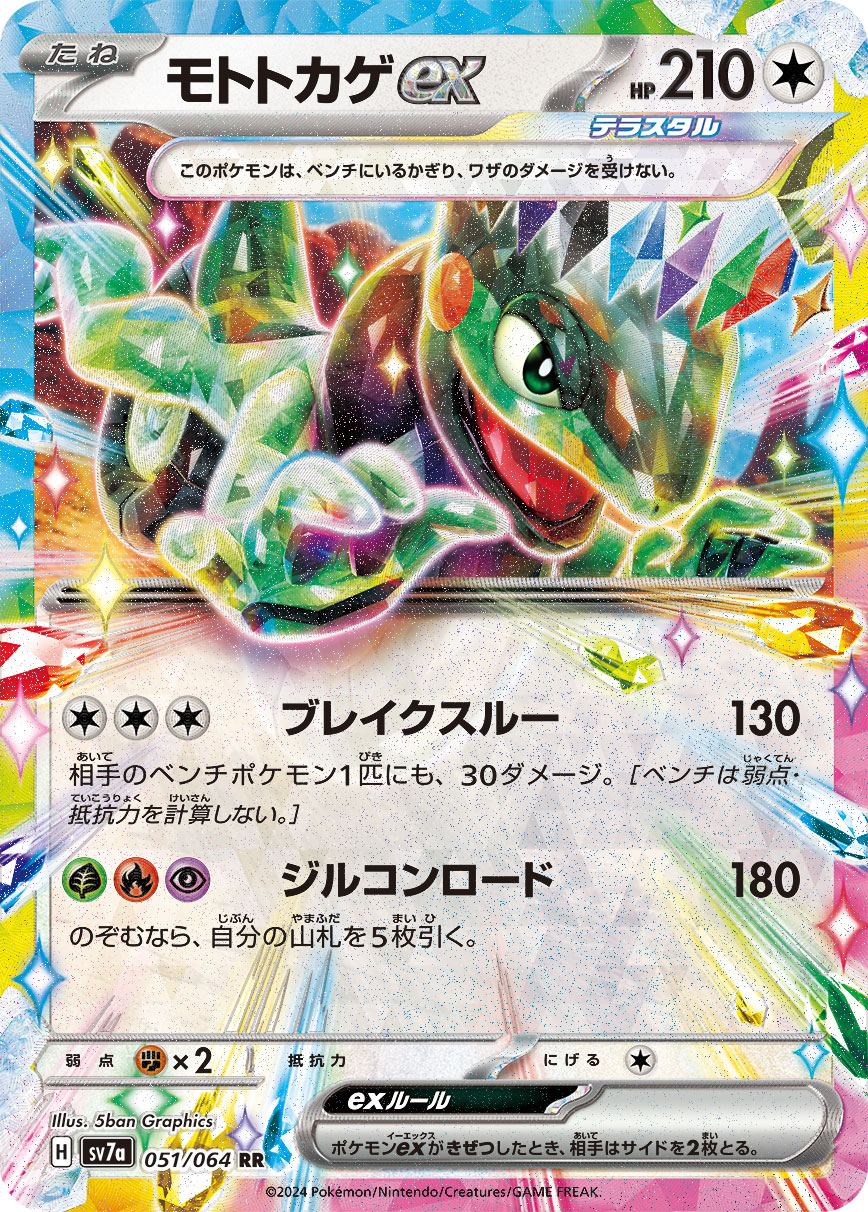 たね
モトトカゲex
HP210
テラスタル
このポケモンは、ベンチにいるかぎり、ワザのダメージを受けない。
ブレイクスルー 130
相手のベンチポケモン1匹にも、30ダメージ。[ベンチは弱点・
抵抗力を計算しない。]
ジルコンロード 180
のぞむなら、自分の山札を5枚引く。
弱点 ×2 抵抗力 にげる
exルール
ポケモンexがきぜつしたとき、相手はサイドを2枚とる。
Illus. 5ban Graphics
H sv7a 051/064 RR
©2024 Pokémon/Nintendo/Creatures/GAME FREAK.